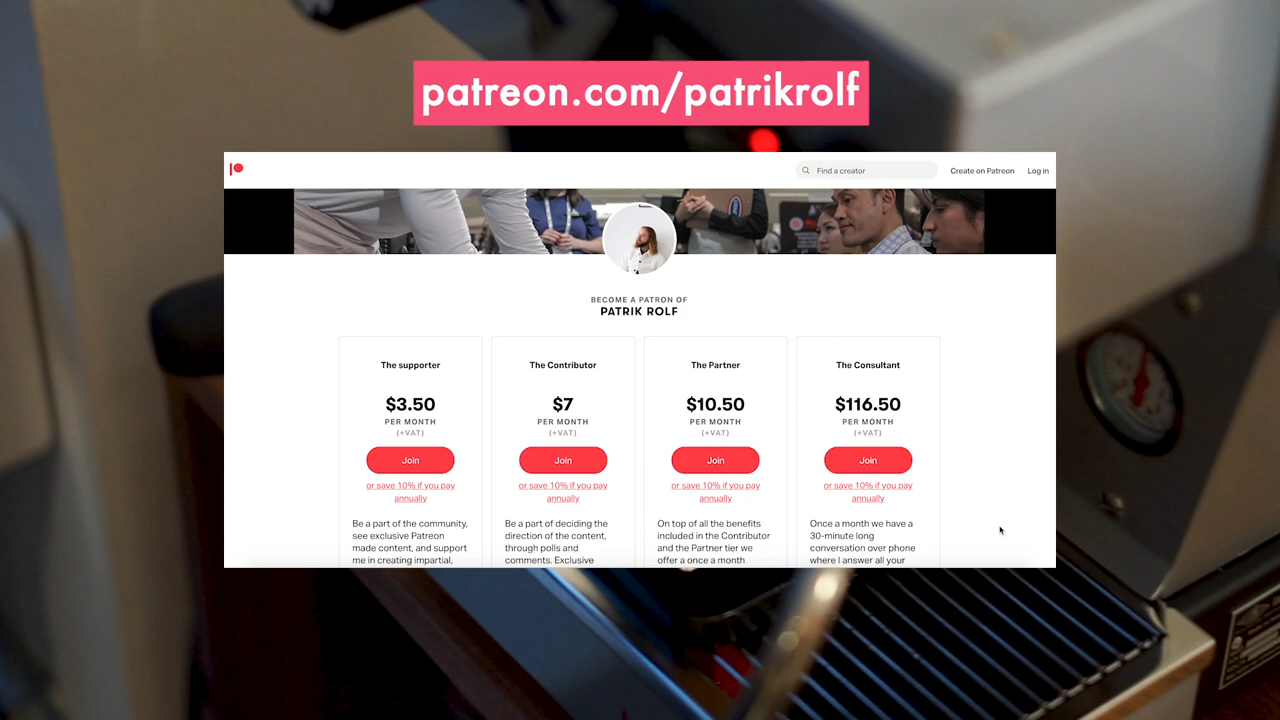 patreon.com/patrikrolf
Find a creator
Create on Patreon
Log in
BECOME A PATRON OF
PATRIK ROLF
The supporter
$3.50
PER MONTH
(+VAT)
Join
or save 10% if you pay
annually
Be a part of the community,
see exclusive Patreon
made content, and support
me in creating impartial,
The Contributor
$7
PER MONTH
(+VAT)
Join
or save 10% if you pay
annually
Be a part of deciding the
direction of the content,
through polls and
comments. Exclusive
The Partner
$10.50
PER MONTH
(+VAT)
Join
or save 10% if you pay
annually
On top of all the benefits
included in the Contributor
and the Partner tier we
offer a once a month
The Consultant
$116.50
PER MONTH
(+VAT)
Join
or save 10% if you pay
annually
Once a month we have a
30-minute long
conversation over phone
where I answer all your